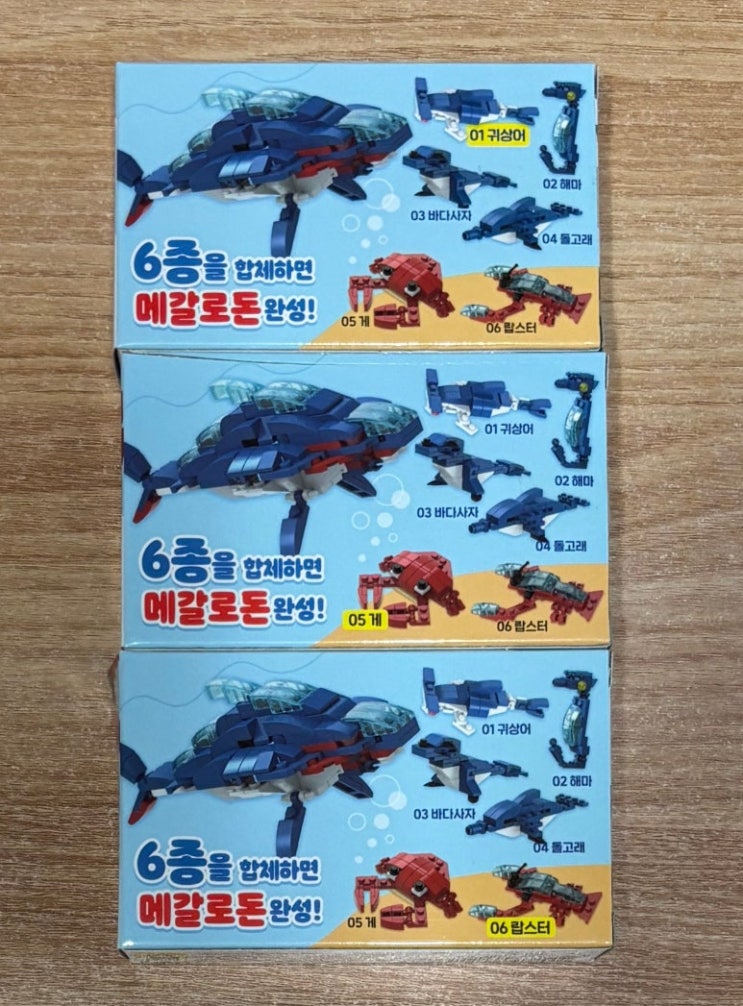 01 귀상어
02 해마
03 바다사자
04 돌고래
6종을 합체하면
메갈로돈 완성!
05 게
06 랍스터
01 귀상어
02 해마
03 바다사자
04 돌고래
6종을 합체하면
메갈로돈 완성!
05 게
06 랍스터
01 귀상어
02 해마
03 바다사자
04 돌고래
6종을 합체하면
메갈로돈 완성!
05 게
06 랍스터